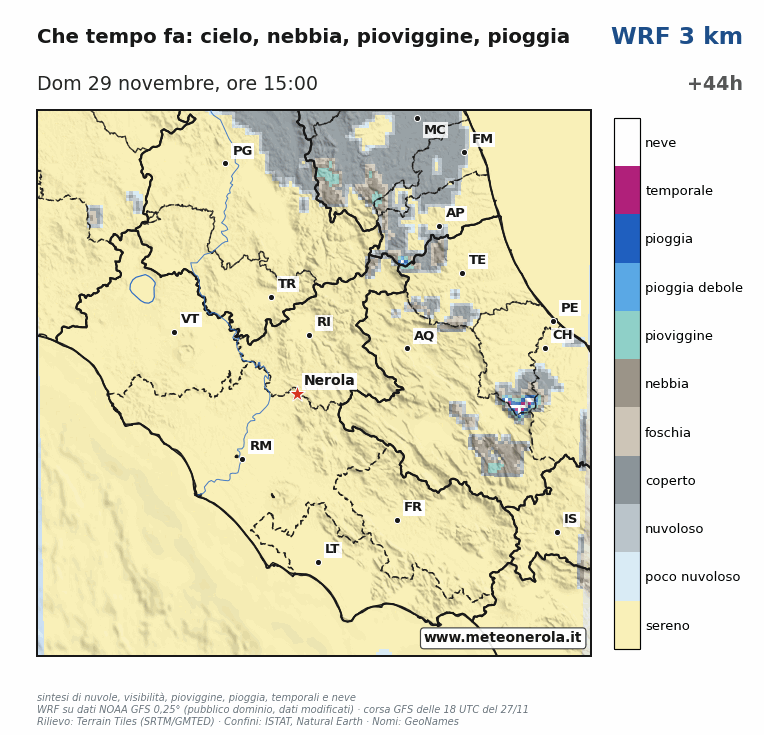 Che tempo fa: cielo, nebbia, pioviggine, pioggia
WRF 3 km
Dom 29 novembre, ore 15:00
+44h
MC
FM
PG
AP
TE
TR
PE
VT
RI
AQ
CH
Nerola
RM
FR
IS
LT
www.meteonerola.it
neve
temporale
pioggia
pioggia debole
pioviggine
nebbia
foschia
coperto
nuvoloso
poco nuvoloso
sereno
sintesi di nuvole, visibilità, pioviggine, pioggia, temporali e neve
WRF su dati NOAA GFS 0,25° (pubblico dominio, dati modificati) · corsa GFS delle 18 UTC del 27/11
Rilievo: Terrain Tiles (SRTM/GMTED) · Confini: ISTAT, Natural Earth · Nomi: GeoNames